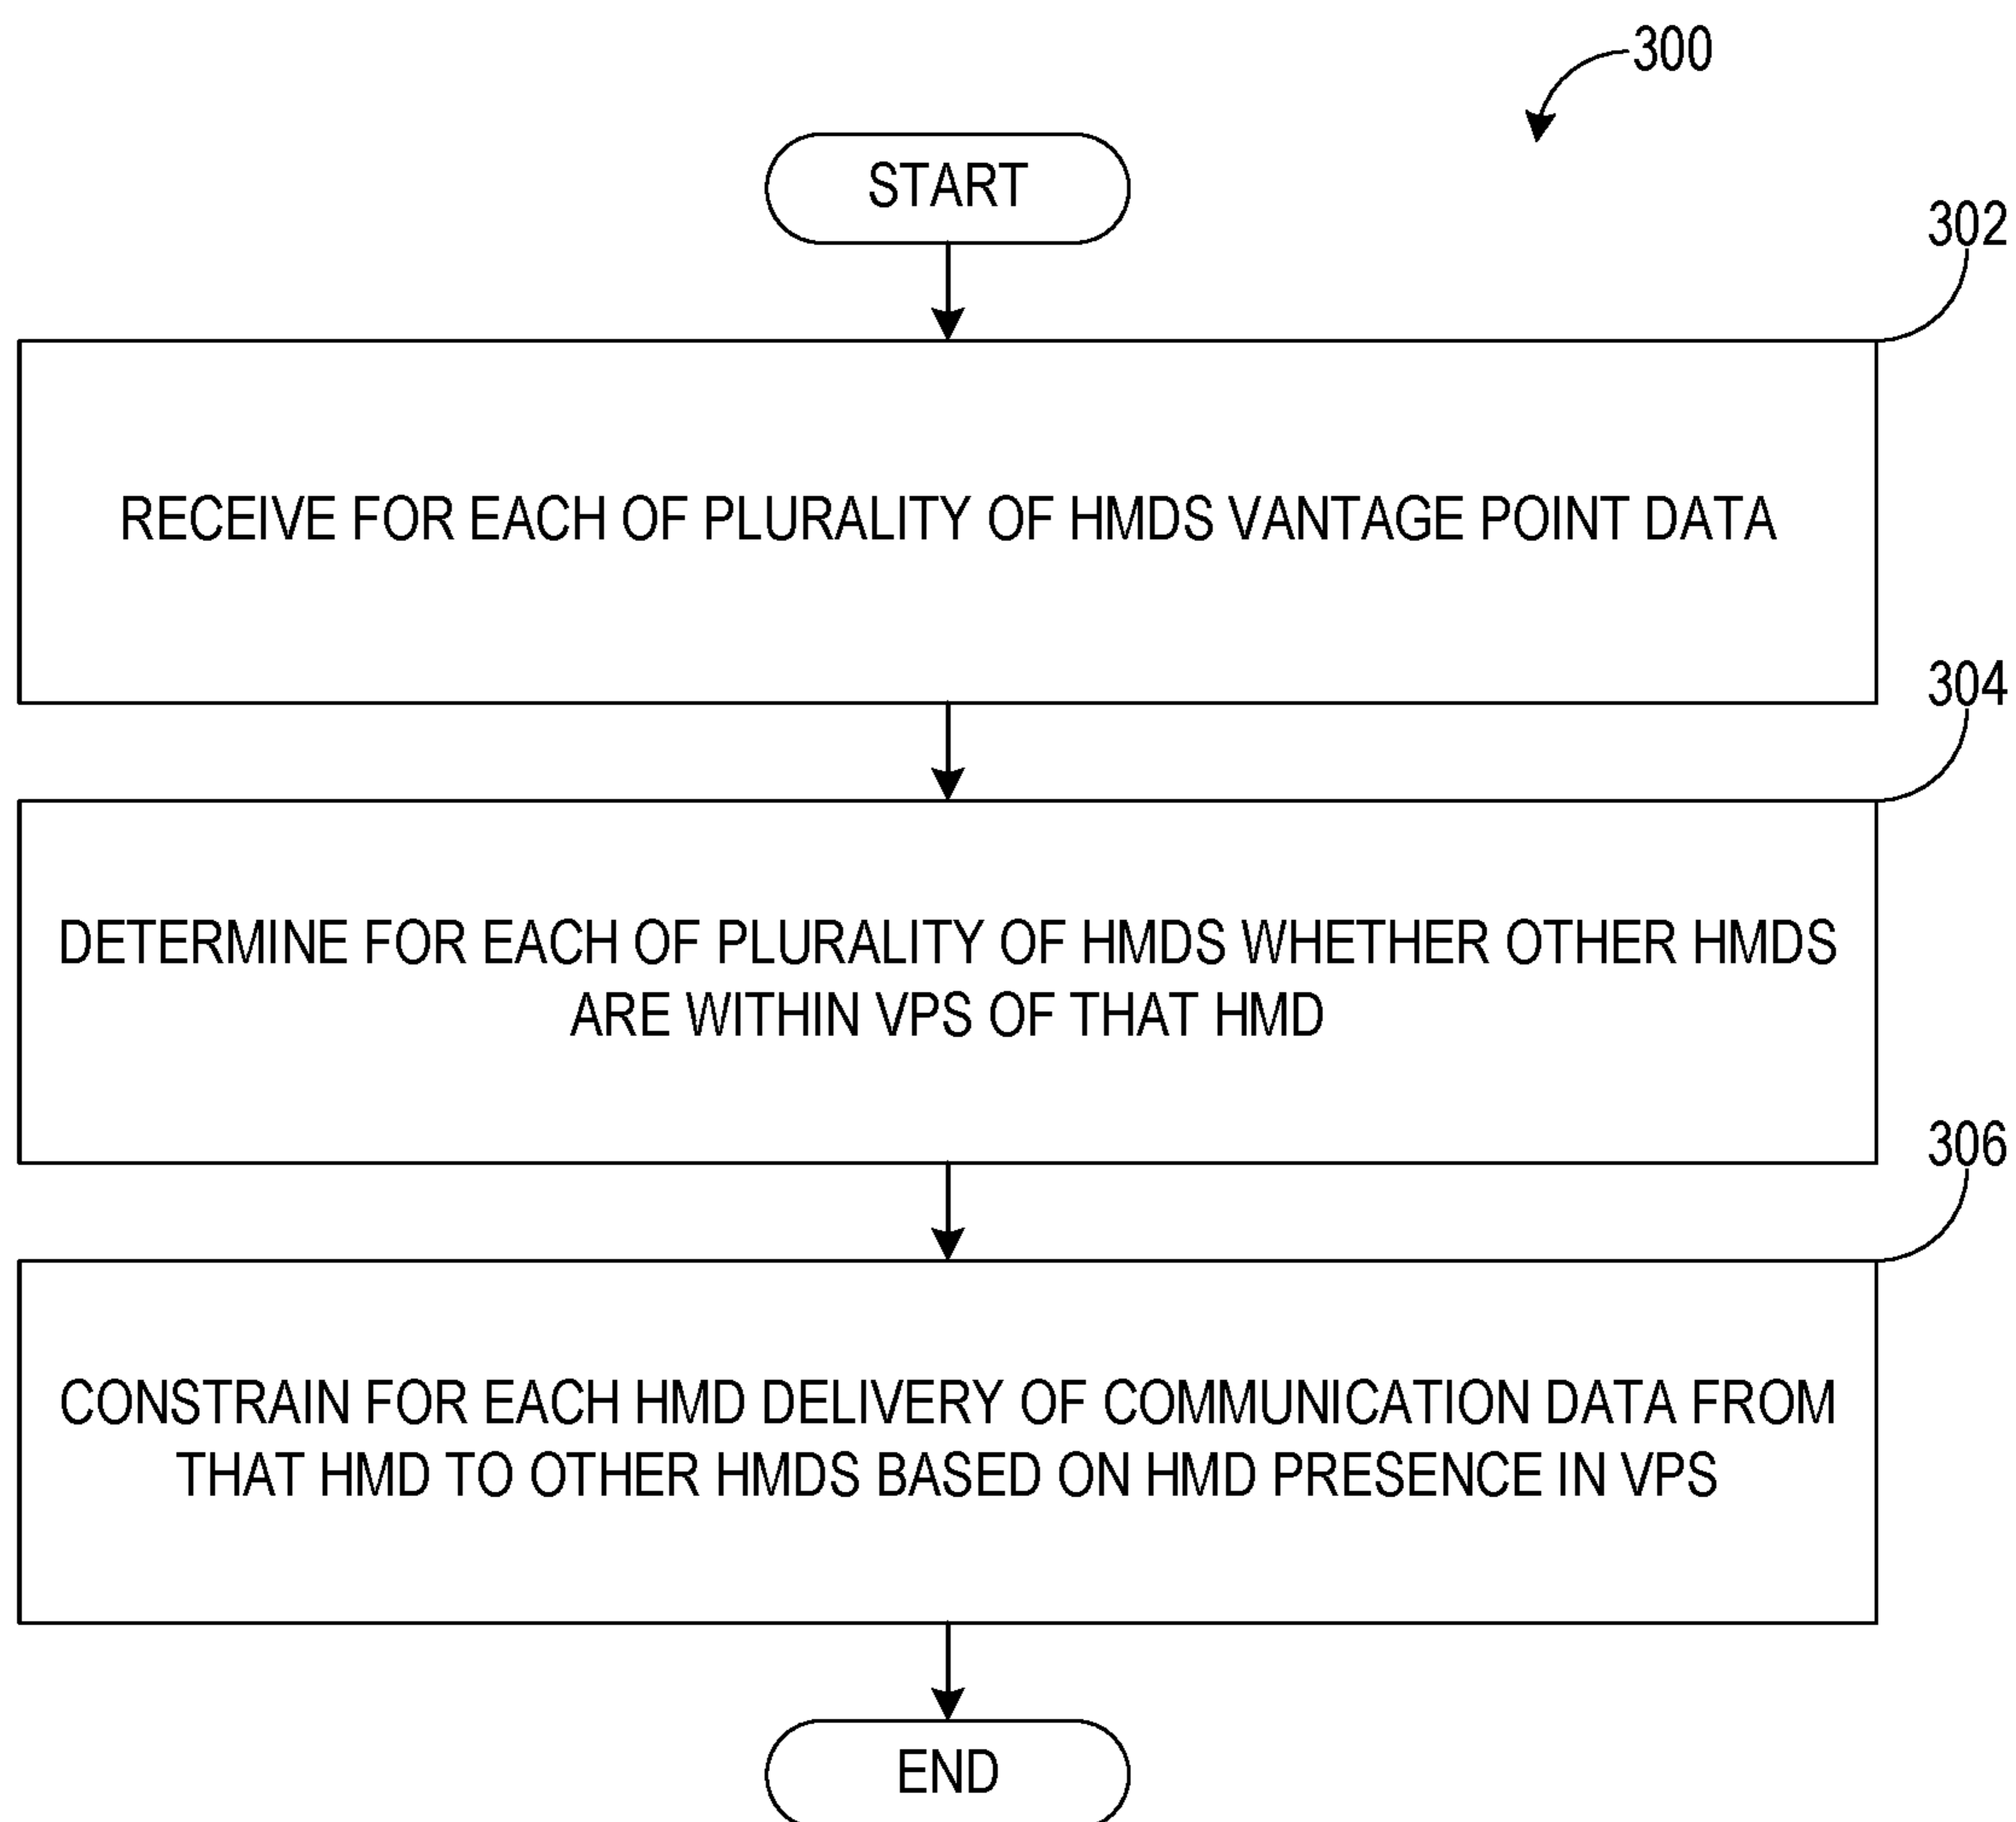 300
START
302
RECEIVE FOR EACH OF PLURALITY OF HMDS VANTAGE POINT DATA
304
DETERMINE FOR EACH OF PLURALITY OF HMDS WHETHER OTHER HMDS
ARE WITHIN VPS OF THAT HMD
306
CONSTRAIN FOR EACH HMD DELIVERY OF COMMUNICATION DATA FROM
THAT HMD TO OTHER HMDS BASED ON HMD PRESENCE IN VPS
END